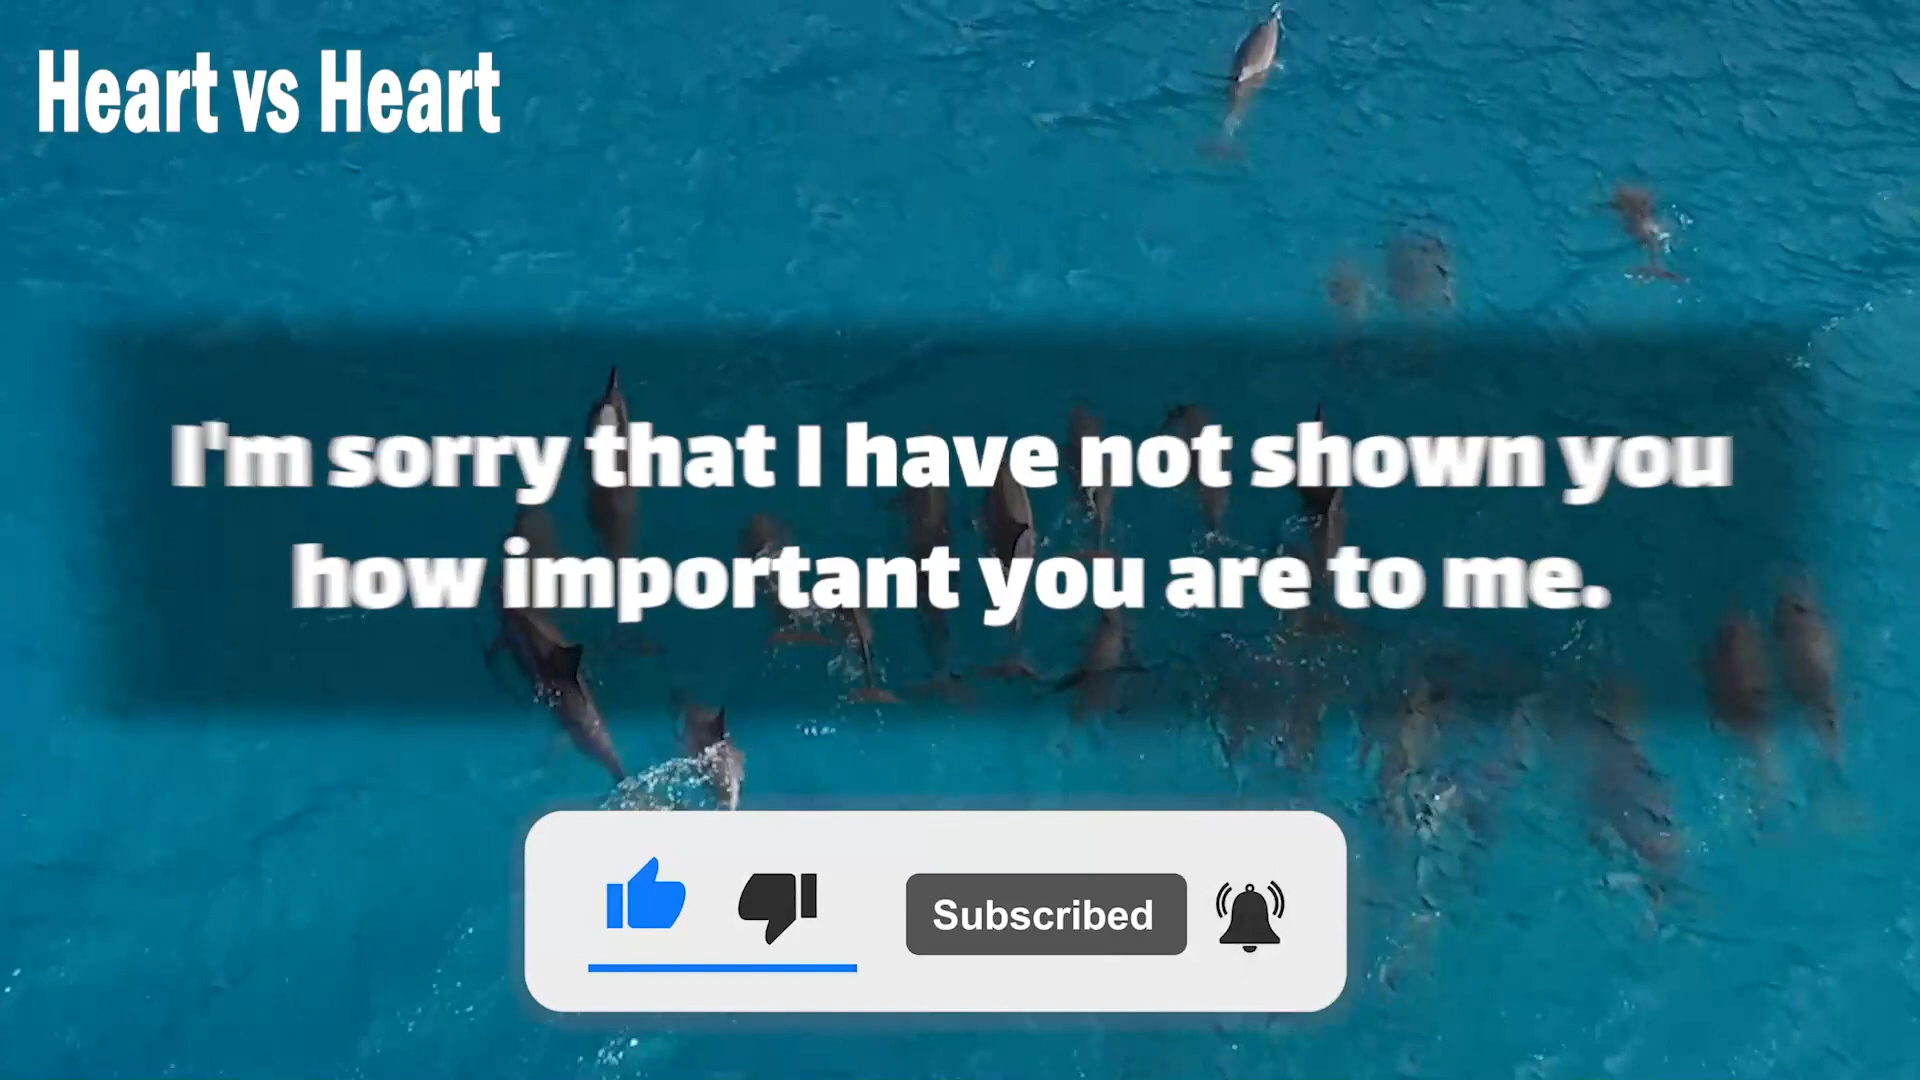 Heart vs Heart
I'm sorry that I have not shown you
how important you are to me.
Subscribed